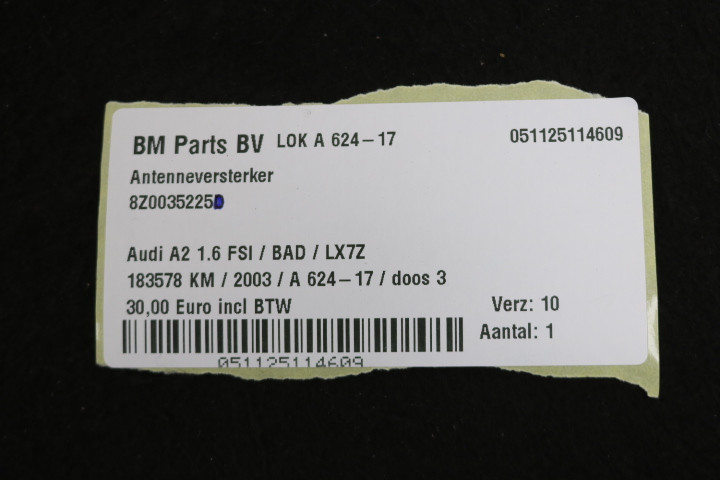 BM Parts BV LOK A 624-17 051125114609
Antenneversterker
8Z0035225
Audi A2 1.6 FSI / BAD / LX7Z
183578 KM / 2003 / A 624-17 / doos 3
30,00 Euro incl BTW Verz: 10
Aantal: 1
051125114609